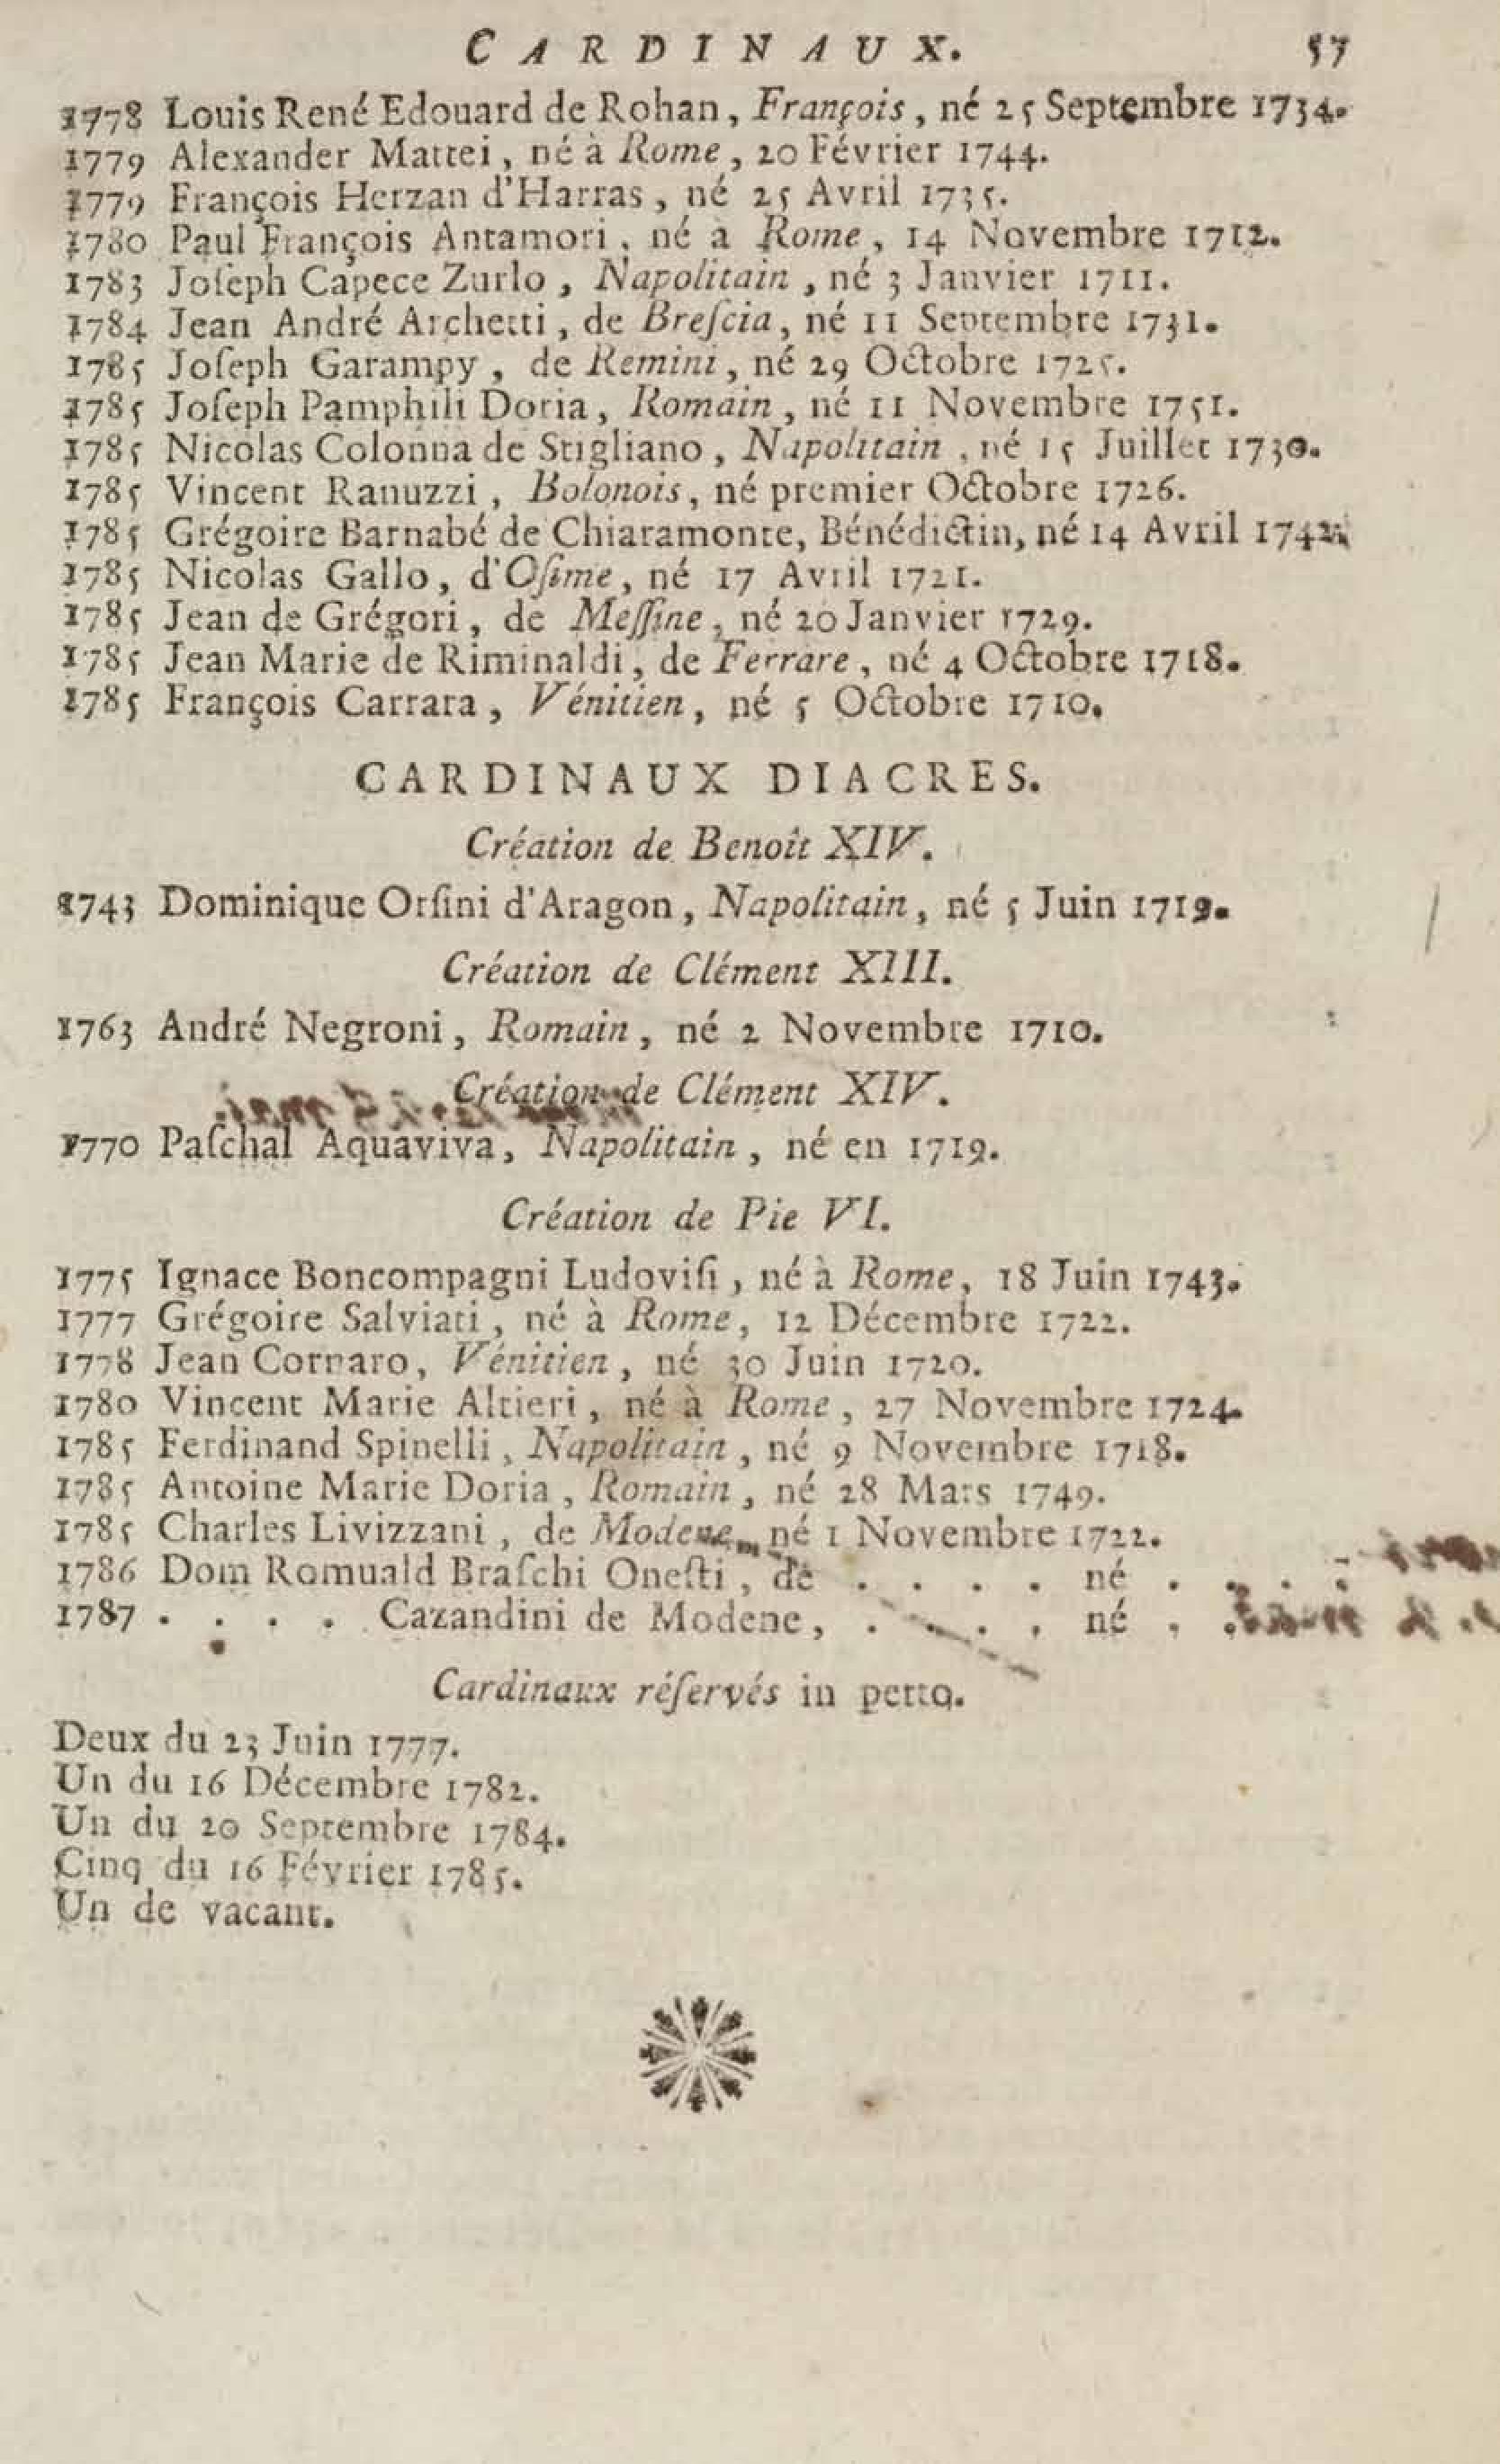 CARDINAUX. 57
1778 Louis René Edouard de Rohan, François, né 25 Septembre 1734.
1779 Alexander Mattei, né à Rome, 20 Février 1744.
1779 François Herzan d'Harras, né 25 Avril 1735.
1780 Paul François Antamori, né à Rome, 14 Novembre 1712.
1783 Joſeph Capece Zurlo, Napolitain, né 3 Janvier 1711.
1784 Jean André Archetti, de Breſcia, né 11 Septembre 1731.
1785 Joſeph Garampy, de Remini, né 29 Octobre 1725.
1785 Joſeph Pamphili Doria, Romain, né 11 Novembre 1751.
1785 Nicolas Colonna de Stigliano, Napolitain, né 15 Juillet 1730.
1785 Vincent Ranuzzi, Bolonois, né premier Octobre 1726.
1785 Grégoire Barnabé de Chiaramonte, Bénédictin, né 14 Avril 1742.
1785 Nicolas Gallo, d'Oſime, né 17 Avril 1721.
1785 Jean de Grégori, de Meſſine, né 20 Janvier 1729.
1785 Jean Marie de Riminaldi, de Ferrare, né 4 Octobre 1718.
1785 François Carrara, Vénitien, né 5 Octobre 1710.
CARDINAUX DIACRES.
Création de Benoît XIV.
1743 Dominique Orſini d'Aragon, Napolitain, né 5 Juin 1719.
Création de Clément XIII.
1763 André Negroni, Romain, né 2 Novembre 1710.
Création de Clément XIV.
1770 Paſchal Aquaviva, Napolitain, né en 1719.
Création de Pie VI.
1775 Ignace Boncompagni Ludoviſi, né à Rome, 18 Juin 1743.
1777 Grégoire Salviati, né à Rome, 12 Décembre 1722.
1778 Jean Cornaro, Vénitien, né 30 Juin 1720.
1780 Vincent Marie Altieri, né à Rome, 27 Novembre 1724.
1785 Ferdinand Spinelli, Napolitain, né 9 Novembre 1718.
1785 Antoine Marie Doria, Romain, né 28 Mars 1749.
1785 Charles Livizzani, de Modene, né 1 Novembre 1722.
1786 Dom Romuald Braſchi Oneſti, de . . . . né . . . .
1787 . . . . Cazandini de Modene, . . . . né . .
Cardinaux réſervés in petto.
Deux du 23 Juin 1777.
Un du 16 Décembre 1782.
Un du 20 Septembre 1784.
Cinq du 16 Février 1785.
Un de vacant.